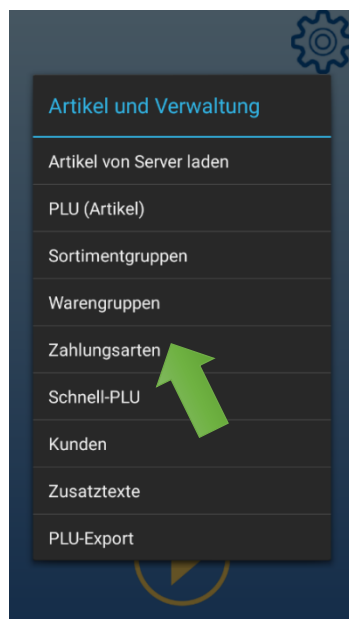 Artikel und Verwaltung
Artikel von Server laden
PLU (Artikel)
Sortimentgruppen
Warengruppen
Zahlungsarten
Schnell-PLU
Kunden
Zusatztexte
PLU-Export